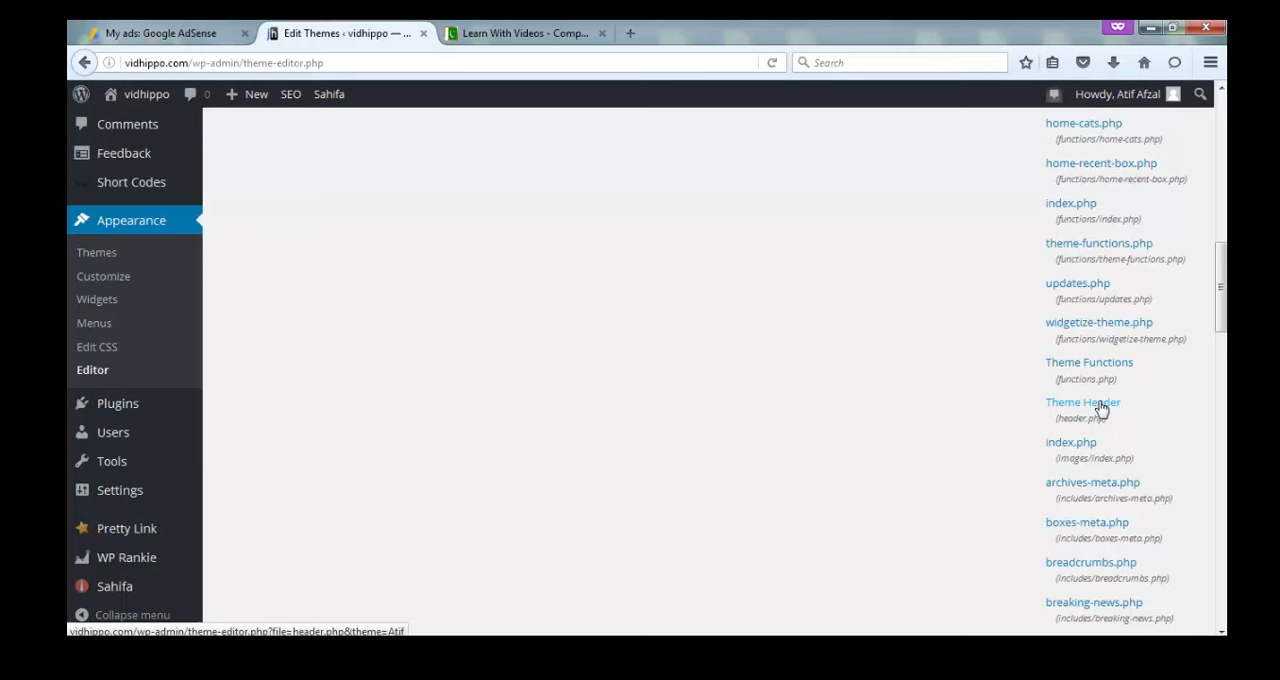 My ads: Google AdSense
Edit Themes ‹ vidhippo — ...
Learn With Videos - Comp...
vidhippo.com/wp-admin/theme-editor.php
Search
vidhippo
0
New
SEO
Sahifa
Howdy, Atif Afzal
Comments
Feedback
Short Codes
Appearance
Themes
Customize
Widgets
Menus
Edit CSS
Editor
Plugins
Users
Tools
Settings
Pretty Link
WP Rankie
Sahifa
Collapse menu
home-cats.php
(functions/home-cats.php)
home-recent-box.php
(functions/home-recent-box.php)
index.php
(functions/index.php)
theme-functions.php
(functions/theme-functions.php)
updates.php
(functions/updates.php)
widgetize-theme.php
(functions/widgetize-theme.php)
Theme Functions
(functions.php)
Theme Header
(header.php)
index.php
(images/index.php)
archives-meta.php
(includes/archives-meta.php)
boxes-meta.php
(includes/boxes-meta.php)
breadcrumbs.php
(includes/breadcrumbs.php)
breaking-news.php
(includes/breaking-news.php)
vidhippo.com/wp-admin/theme-editor.php?file=header.php&theme=Atif